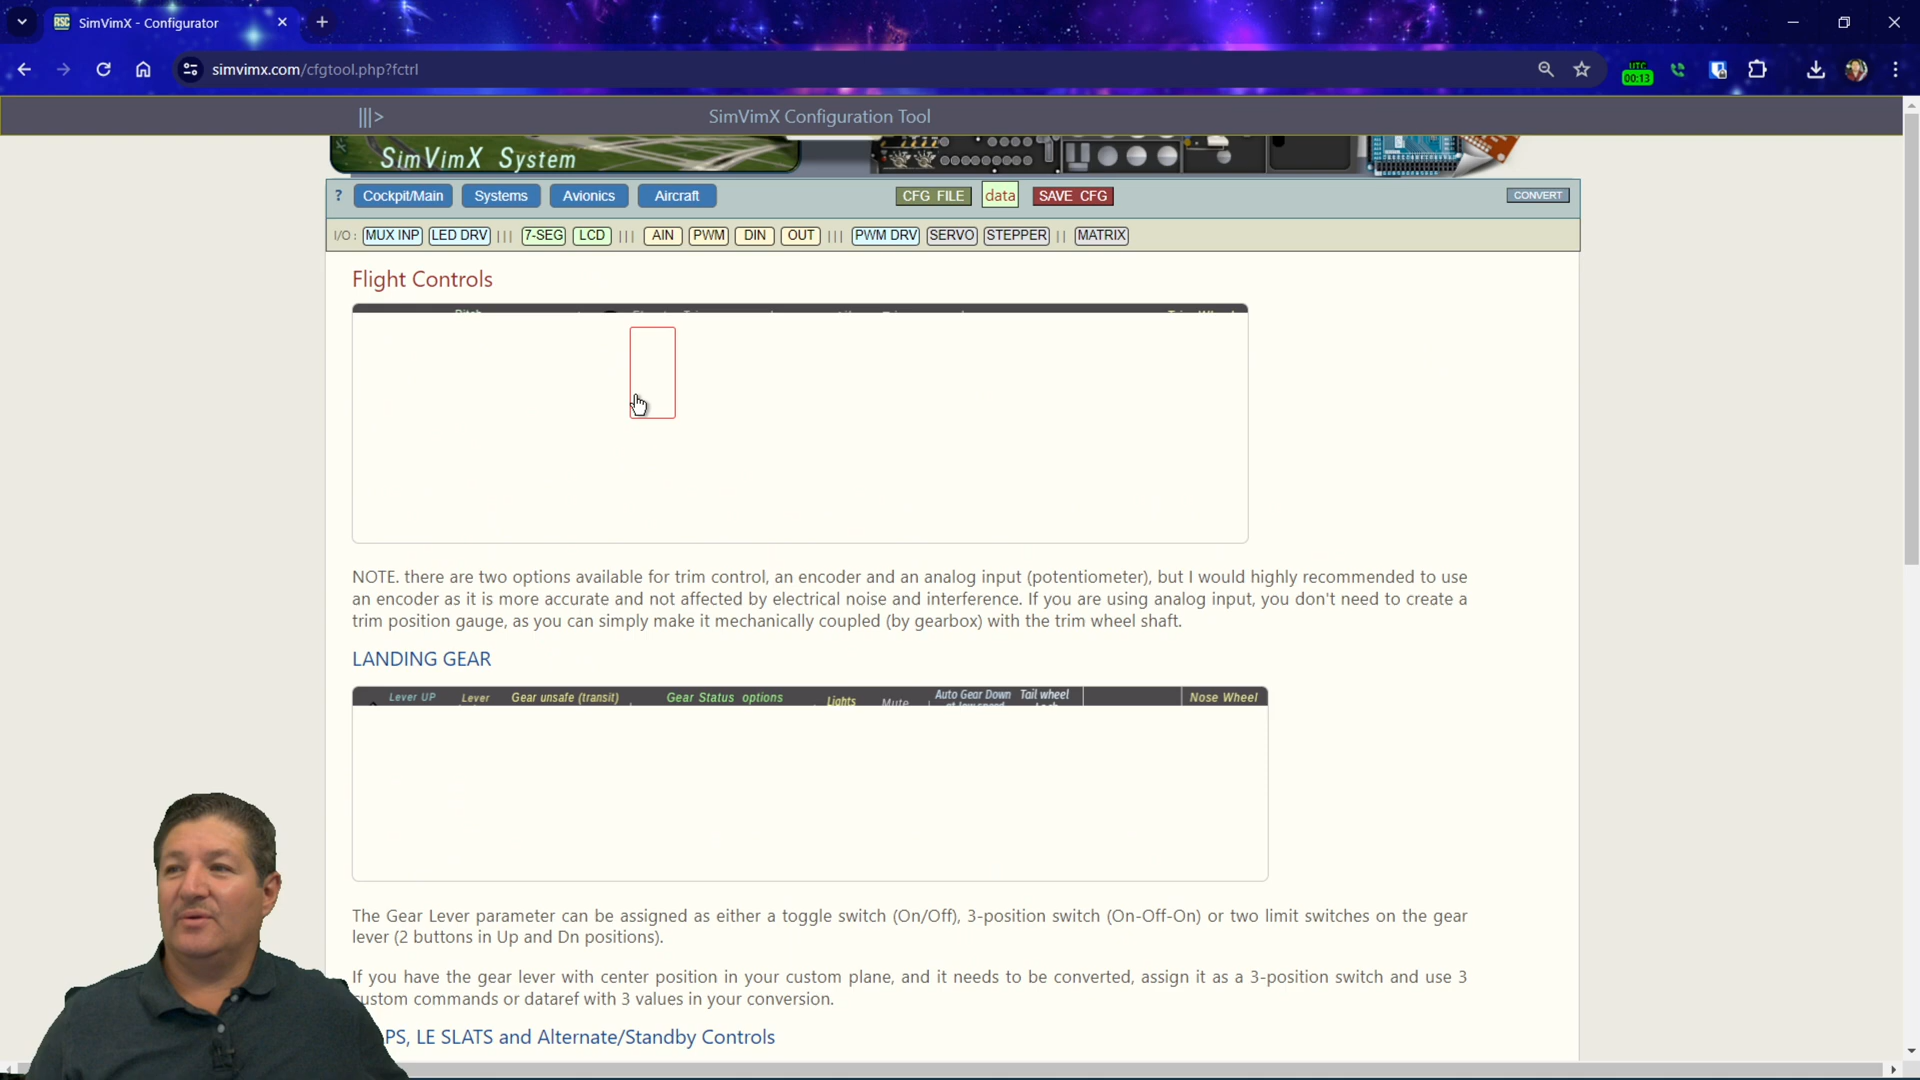 RSC SimVimX - Configurator
simvimx.com/cfgtool.php?fctrl
UTC
00:13
|||> SimVimX Configuration Tool
SimVimX System
? Cockpit/Main Systems Avionics Aircraft CFG FILE data SAVE CFG CONVERT
I/O : MUX INP LED DRV ||| 7-SEG LCD ||| AIN PWM DIN OUT ||| PWM DRV SERVO STEPPER || MATRIX
Flight Controls
NOTE. there are two options available for trim control, an encoder and an analog input (potentiometer), but I would highly recommended to use
an encoder as it is more accurate and not affected by electrical noise and interference. If you are using analog input, you don't need to create a
trim position gauge, as you can simply make it mechanically coupled (by gearbox) with the trim wheel shaft.
LANDING GEAR
Lever UP Lever Gear unsafe (transit) Gear Status options Lights Mute Auto Gear Down Tail wheel Nose Wheel
The Gear Lever parameter can be assigned as either a toggle switch (On/Off), 3-position switch (On-Off-On) or two limit switches on the gear
lever (2 buttons in Up and Dn positions).
If you have the gear lever with center position in your custom plane, and it needs to be converted, assign it as a 3-position switch and use 3
custom commands or dataref with 3 values in your conversion.
PS, LE SLATS and Alternate/Standby Controls